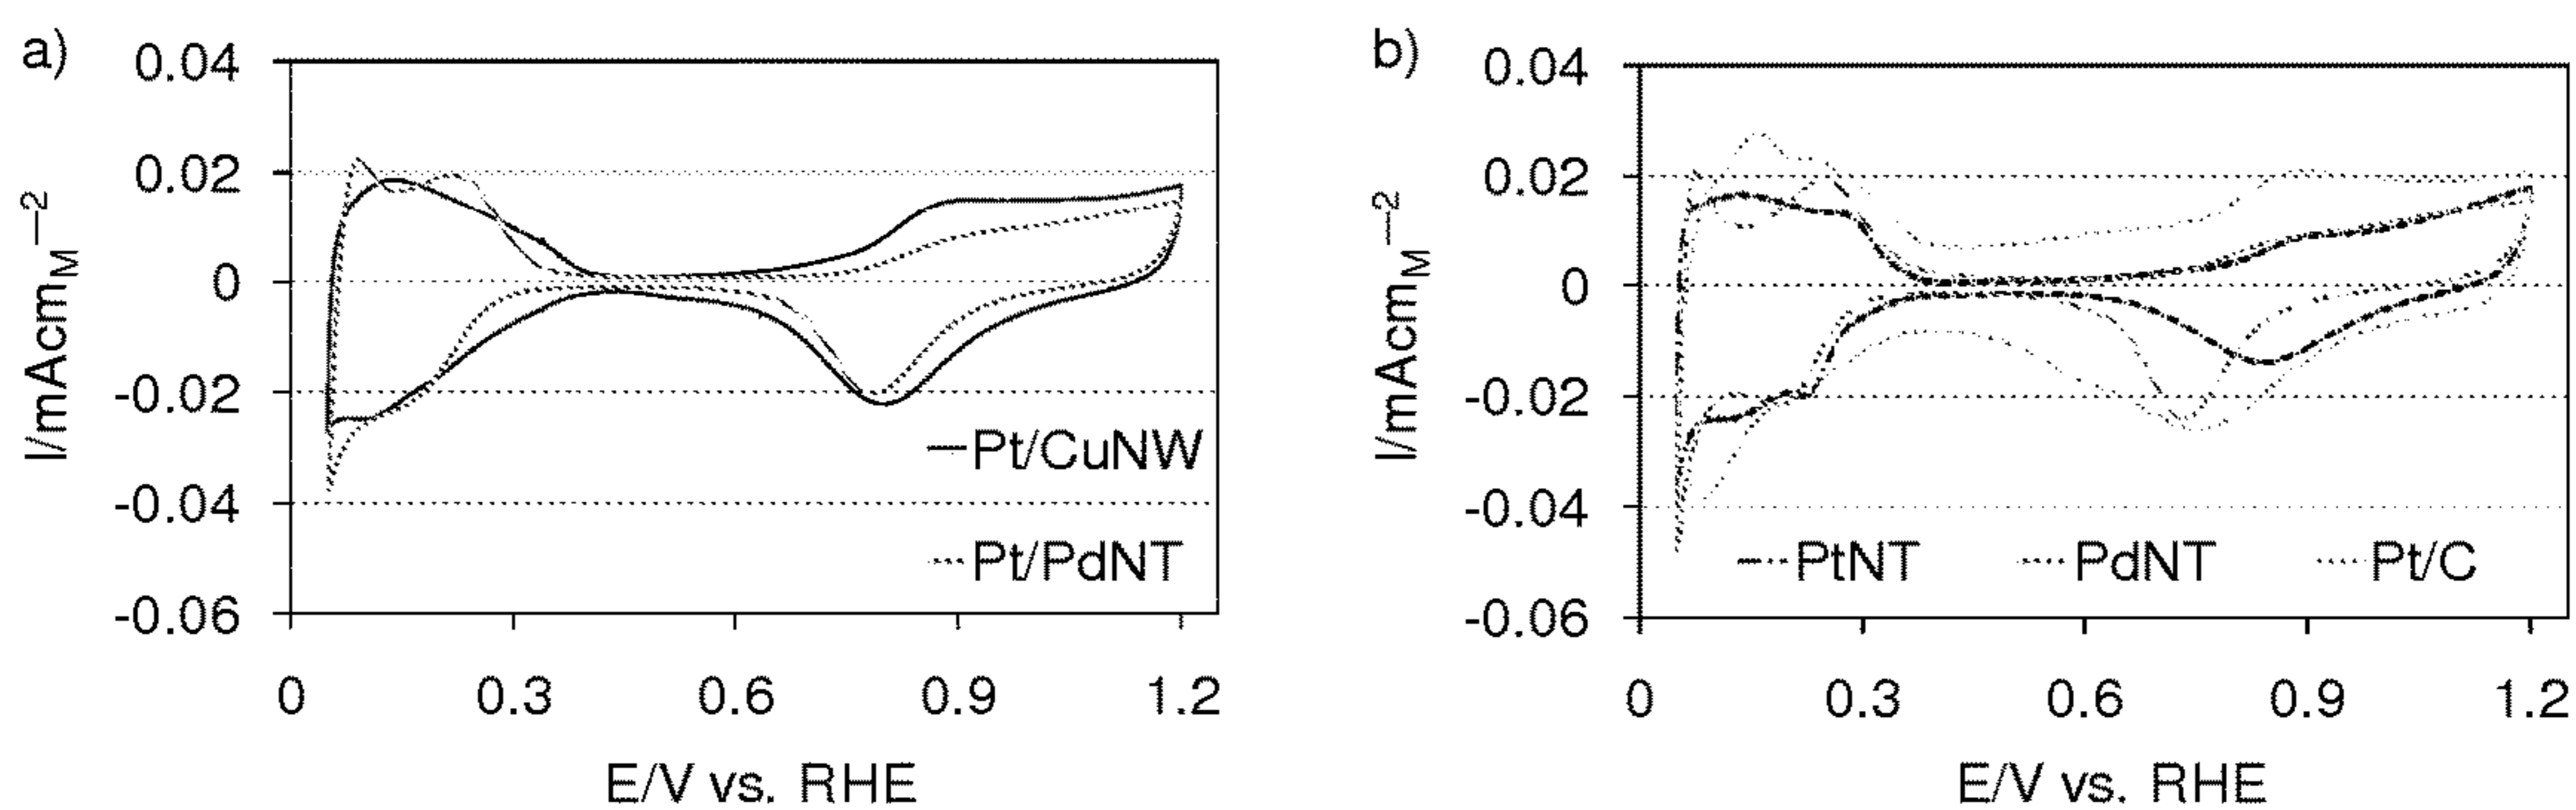 a)
0.04
0.02
0
-0.02
-0.04
-0.06
I/mAcm_M^−2
0 0.3 0.6 0.9 1.2
E/V vs. RHE
Pt/CuNW
Pt/PdNT
b)
0.04
0.02
0
-0.02
-0.04
-0.06
I/mAcm_M^−2
0 0.3 0.6 0.9 1.2
E/V vs. RHE
PtNT PdNT Pt/C